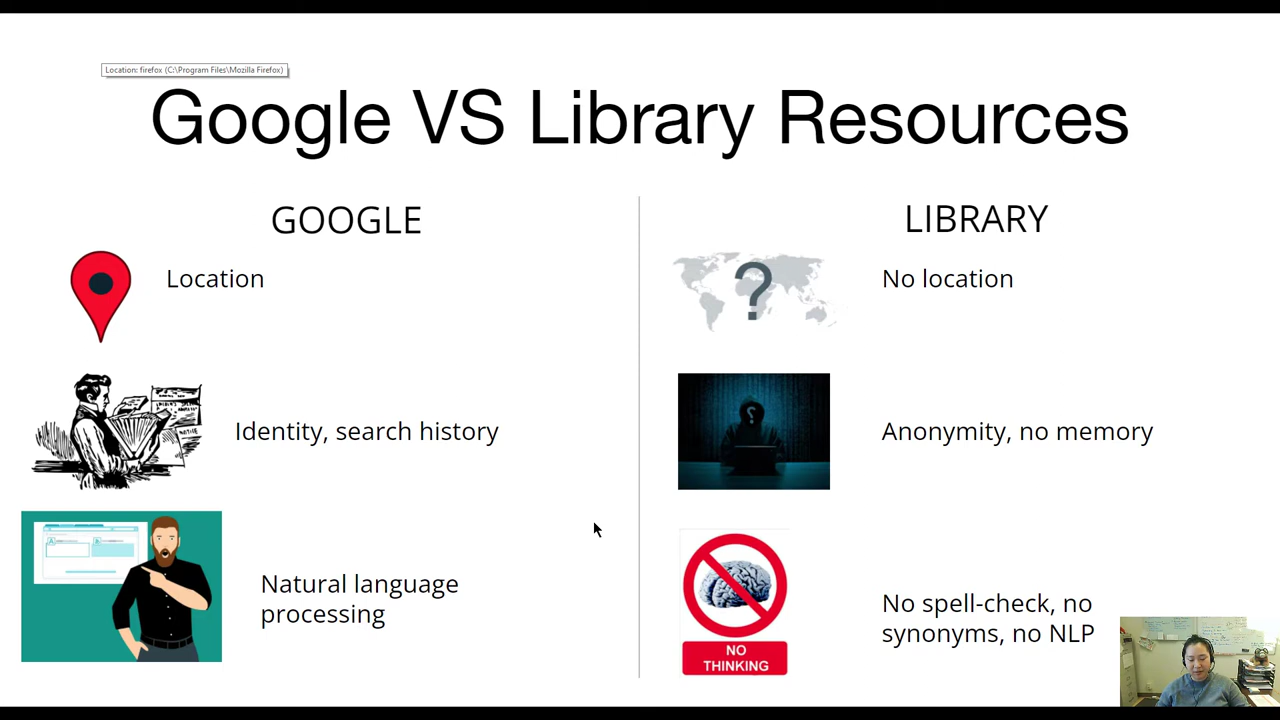 Location: firefox (C:\Program Files\Mozilla Firefox)
Google VS Library Resources
GOOGLE
Location
Identity, search history
Natural language
processing
LIBRARY
?
No location
?
Anonymity, no memory
NO
THINKING
No spell-check, no
synonyms, no NLP